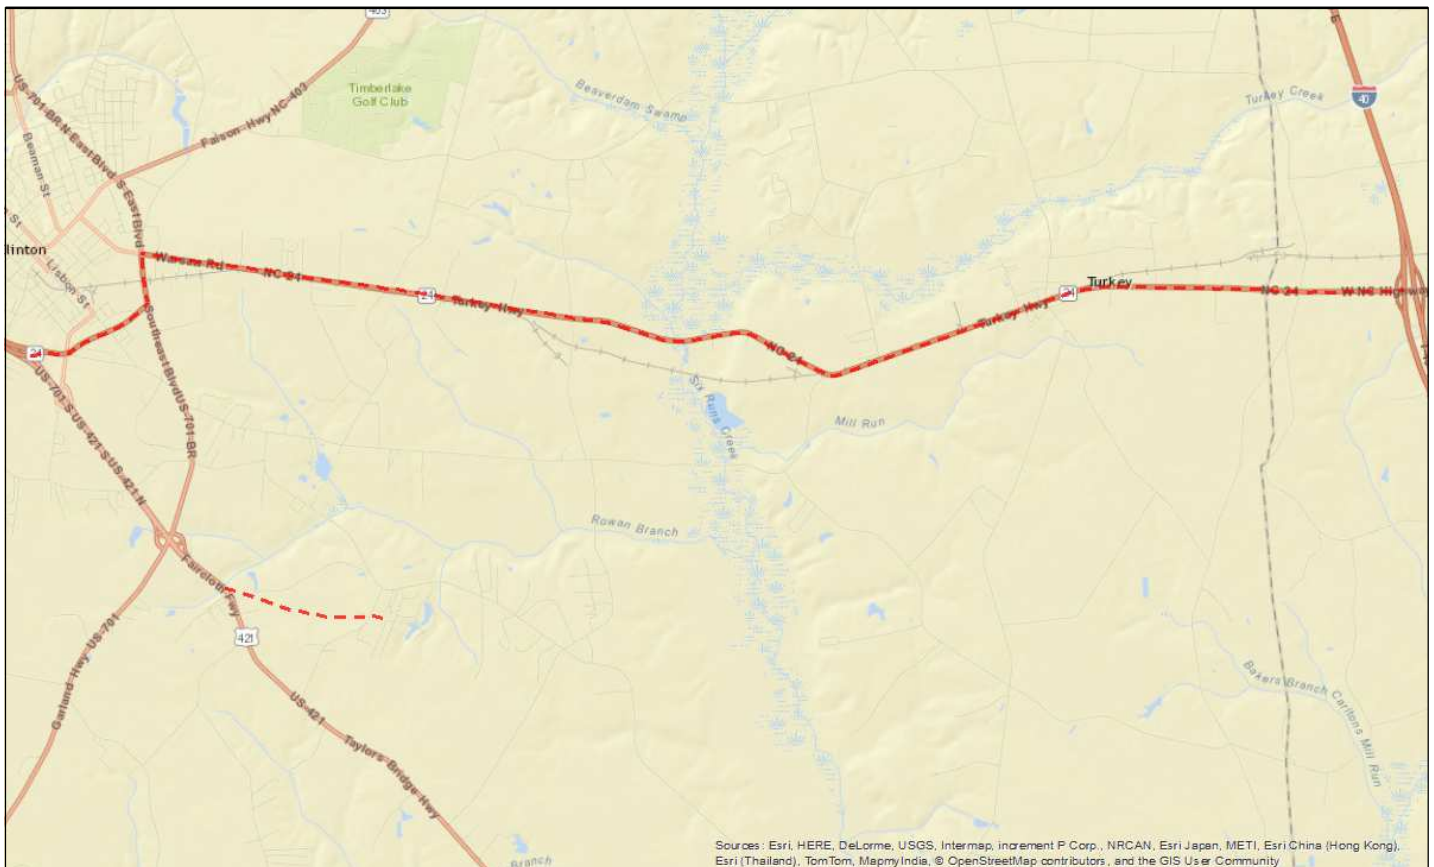 403
Timberlake
Golf Club
Beaverdam Swamp
Turkey Creek
40
E
US-701 BR N East Blvd S East Blvd
Faison Hwy NC-403
Beaman St
St
linton
Lisbon St
Warsaw Rd
NC-24
24
Turkey Hwy
NC-24
Turkey Hwy
24
Turkey
NC 24
W NC Highway
24
Southeast Blvd US-701 BR
US-701 S US-421 S US-421 N
Six Runs Creek
Mill Run
Rowan Branch
Faircloth Fwy
421
Garland Hwy US-701
US-421
Taylors Bridge Hwy
Bakers Branch Carltons Mill Run
Branch
Sources: Esri, HERE, DeLorme, USGS, Intermap, increment P Corp., NRCAN, Esri Japan, METI, Esri China (Hong Kong),
Esri (Thailand), TomTom, MapmyIndia, © OpenStreetMap contributors, and the GIS User Community